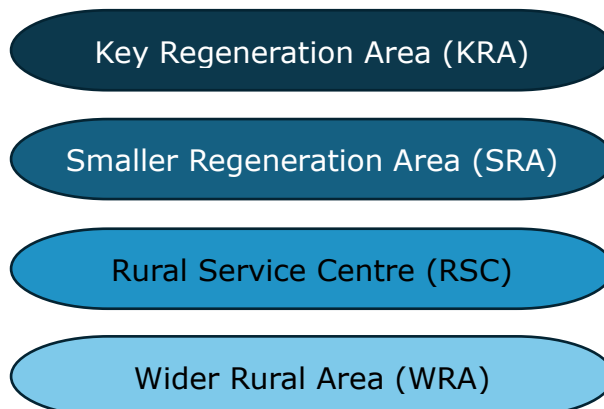 Key Regeneration Area (KRA)
Smaller Regeneration Area (SRA)
Rural Service Centre (RSC)
Wider Rural Area (WRA)